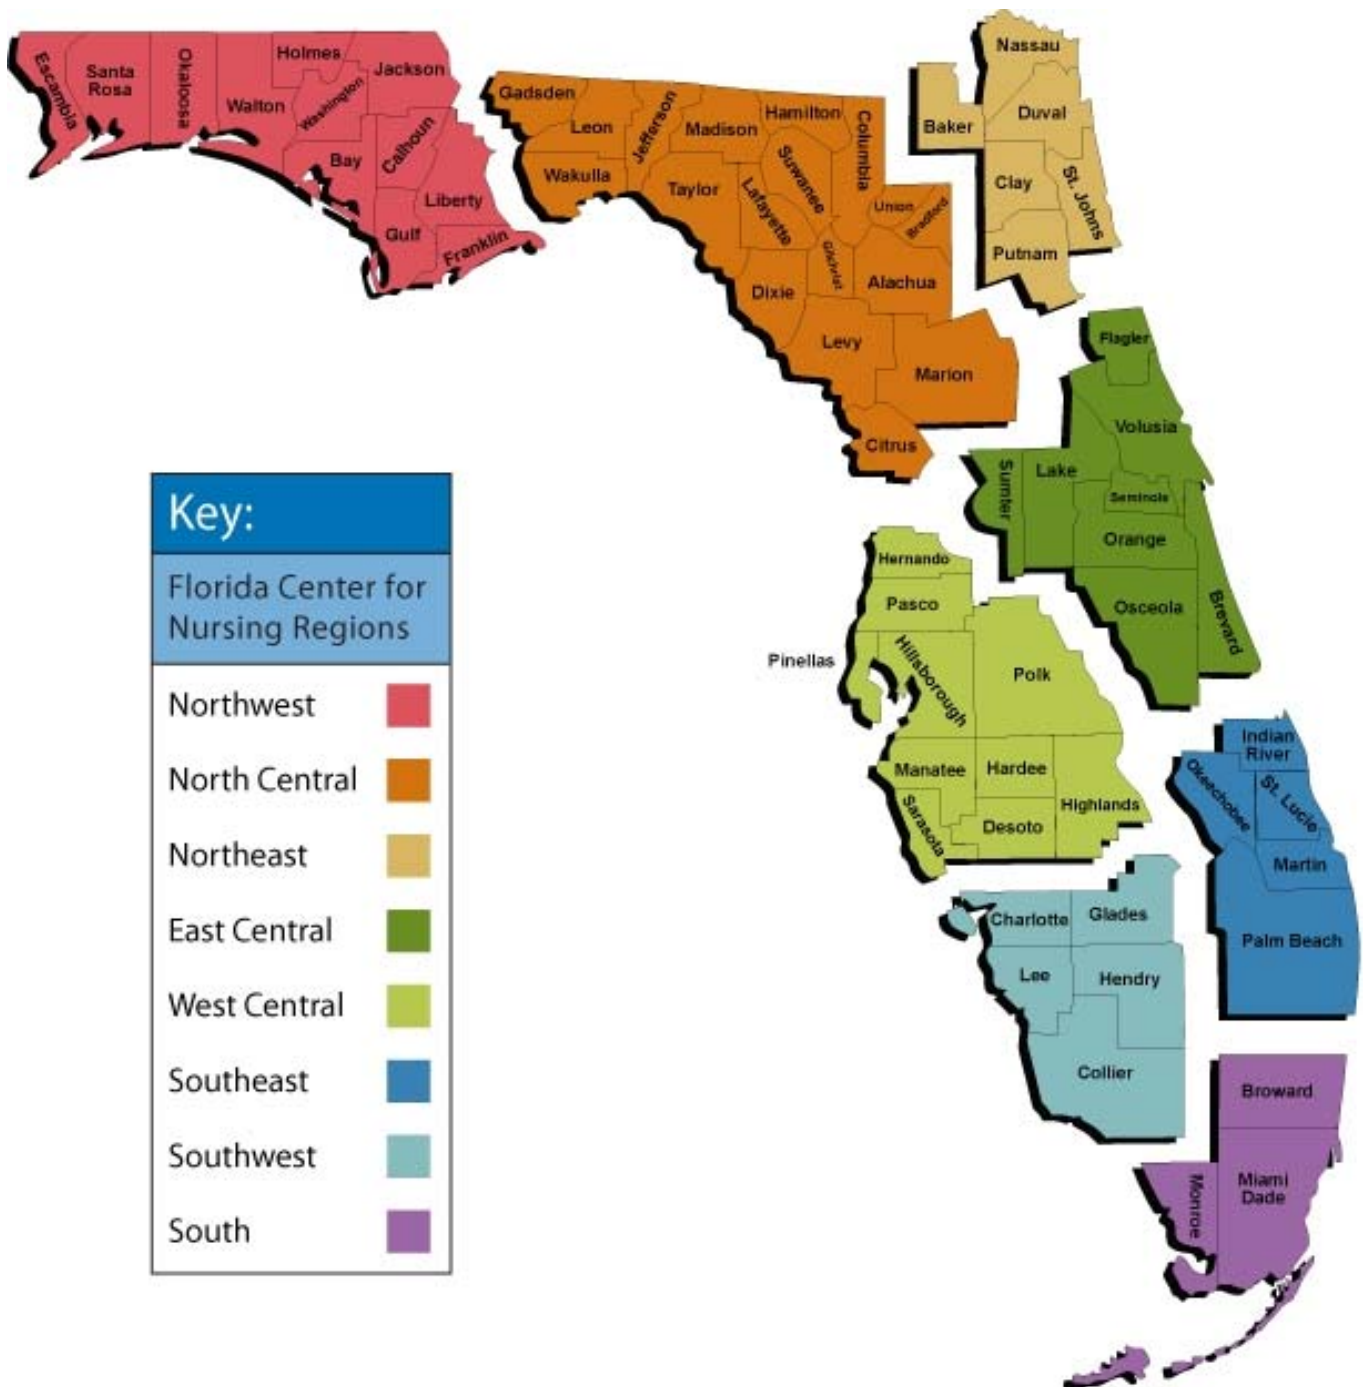 Escambia
Santa
Rosa
Okaloosa
Walton
Holmes
Washington
Jackson
Bay
Calhoun
Liberty
Gulf
Franklin
Gadsden
Leon
Wakulla
Jefferson
Madison
Taylor
Hamilton
Suwanee
Lafayette
Columbia
Union
Bradford
Gilchrist
Alachua
Dixie
Levy
Marion
Citrus
Nassau
Baker
Duval
Clay
St. Johns
Putnam
Flagler
Volusia
Sumter
Lake
Seminole
Orange
Osceola
Brevard
Key:
Florida Center for
Nursing Regions
Northwest
North Central
Northeast
East Central
West Central
Southeast
Southwest
South
Hernando
Pasco
Pinellas
Hillsborough
Polk
Manatee
Hardee
Highlands
Sarasota
Desoto
Indian
River
Okeechobee
St. Lucie
Martin
Palm Beach
Charlotte
Glades
Lee
Hendry
Collier
Broward
Miami
Dade
Monroe